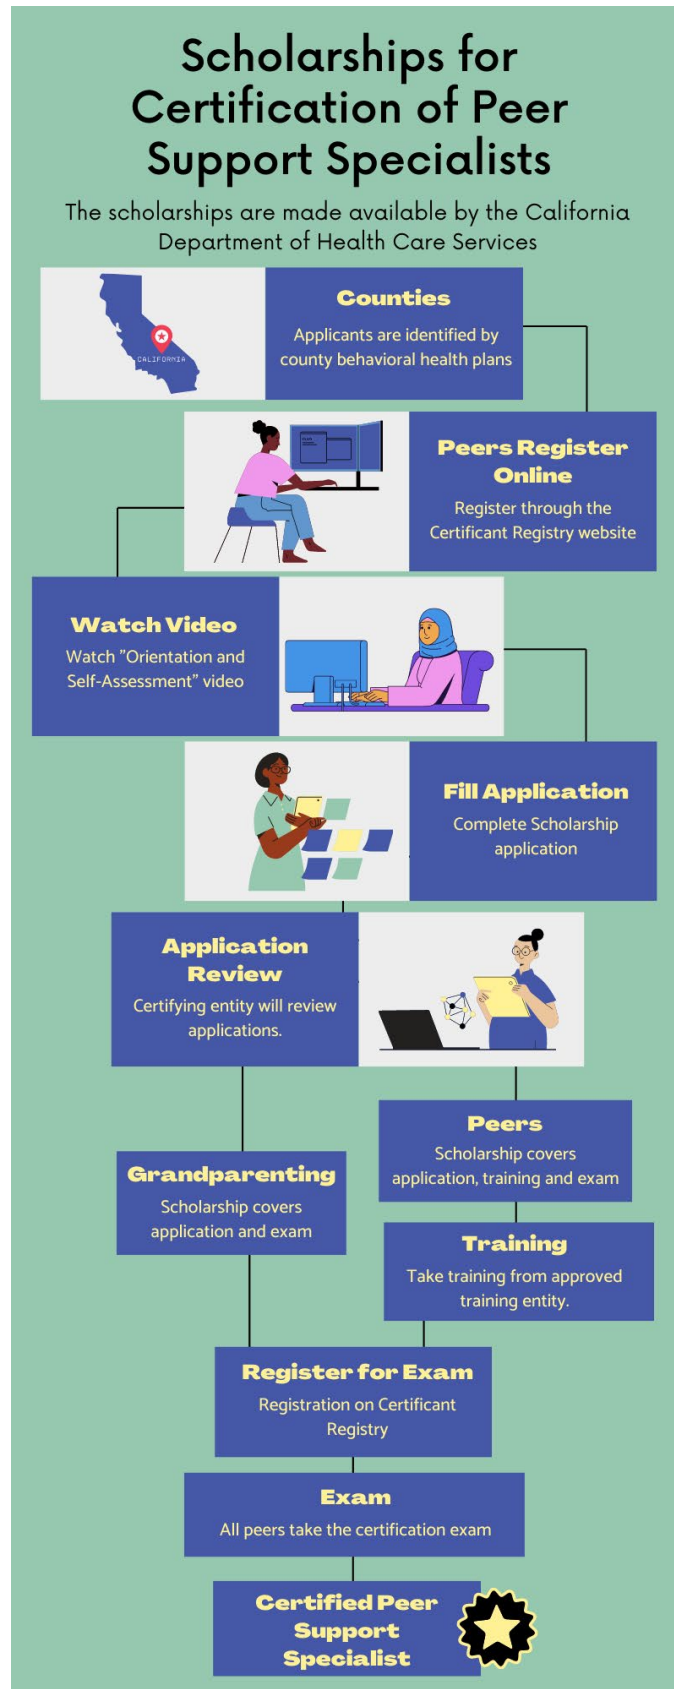 Scholarships for
Certification of Peer
Support Specialists
The scholarships are made available by the California
Department of Health Care Services
CALIFORNIA
Counties
Applicants are identified by
county behavioral health plans
Peers Register
Online
Register through the
Certificant Registry website
Watch Video
Watch "Orientation and
Self-Assessment" video
Fill Application
Complete Scholarship
application
Application
Review
Certifying entity will review
applications.
Peers
Scholarship covers
application, training and exam
Grandparenting
Scholarship covers
application and exam
Training
Take training from approved
training entity.
Register for Exam
Registration on Certificant
Registry
Exam
All peers take the certification exam
Certified Peer
Support
Specialist